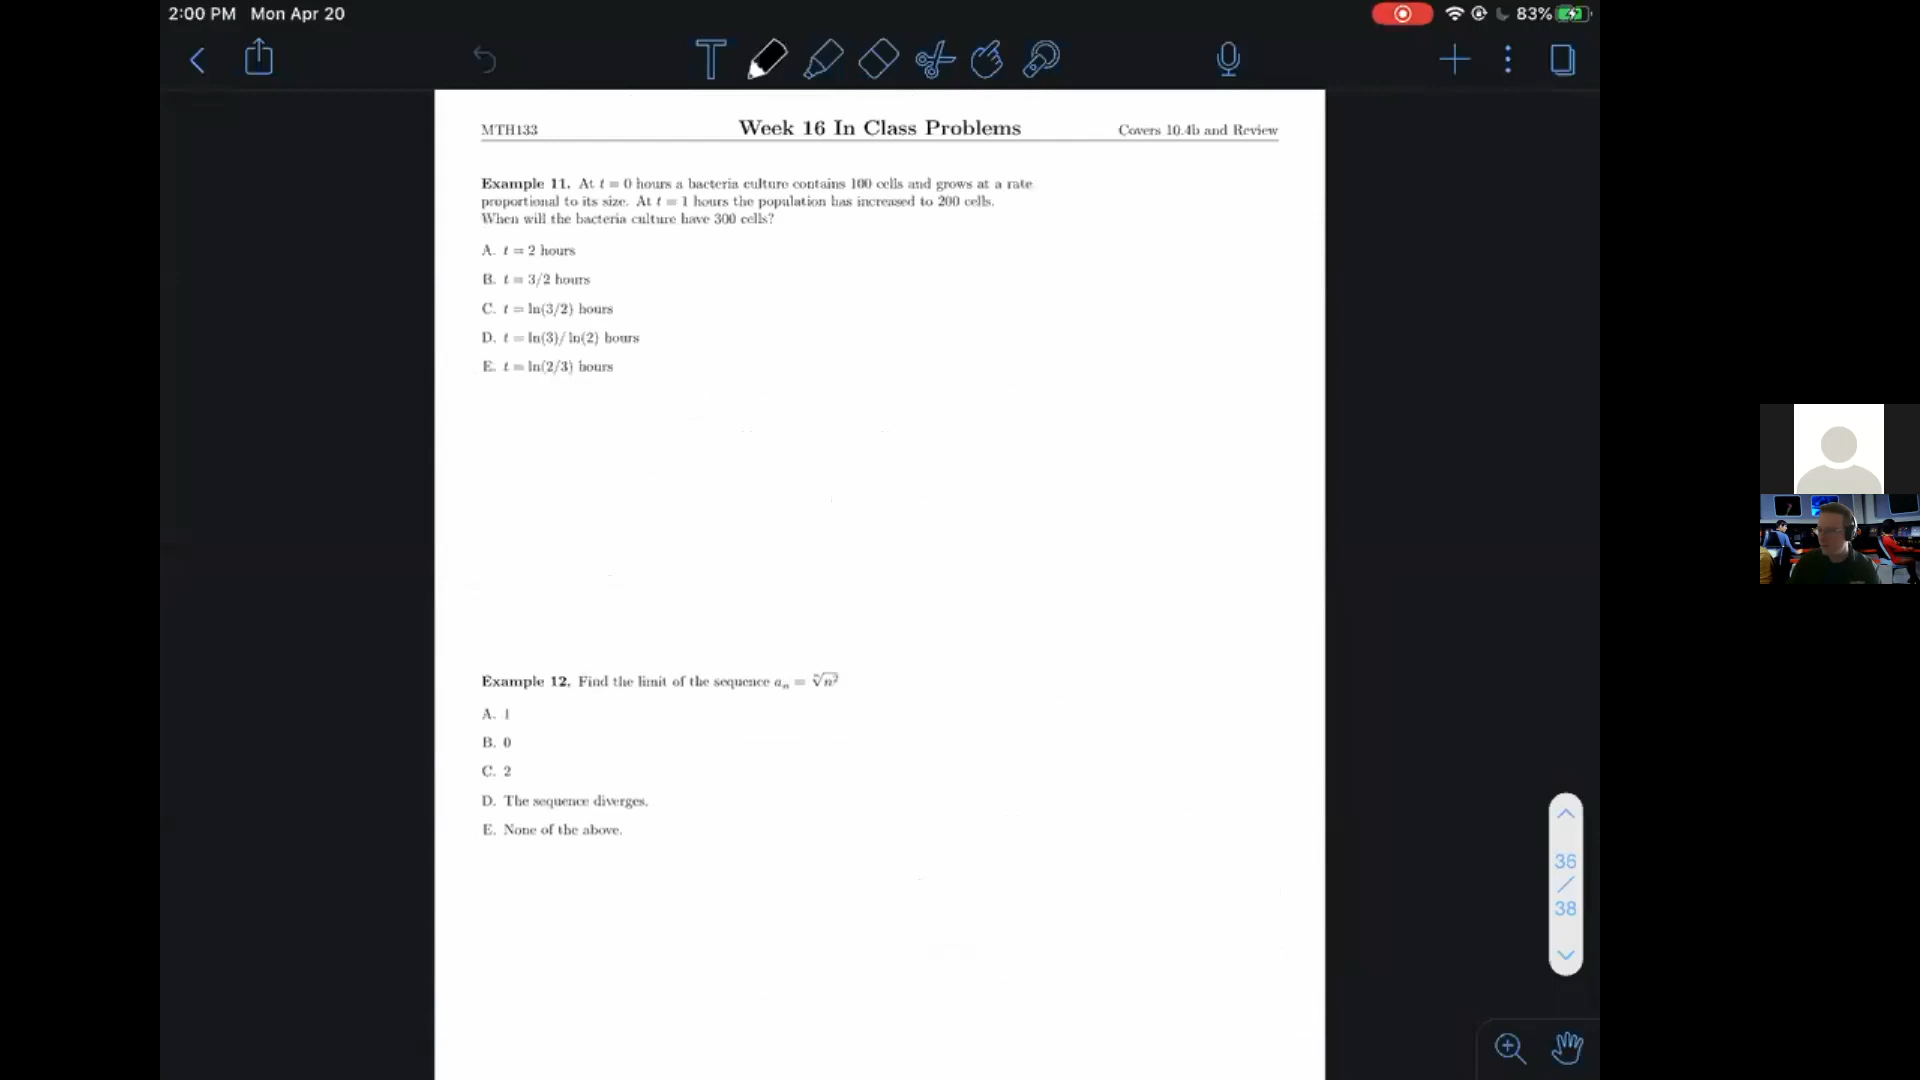 2:00 PM Mon Apr 20
83%
MTH133 Week 16 In Class Problems Covers 10.4b and Review
Example 11. At t = 0 hours a bacteria culture contains 100 cells and grows at a rate
proportional to its size. At t = 1 hours the population has increased to 200 cells.
When will the bacteria culture have 300 cells?
A. t = 2 hours
B. t = 3/2 hours
C. t = ln(3/2) hours
D. t = ln(3)/ ln(2) hours
E. t = ln(2/3) hours
Example 12. Find the limit of the sequence aₙ = ⁿ√n²
A. 1
B. 0
C. 2
D. The sequence diverges.
E. None of the above.
36
/
38